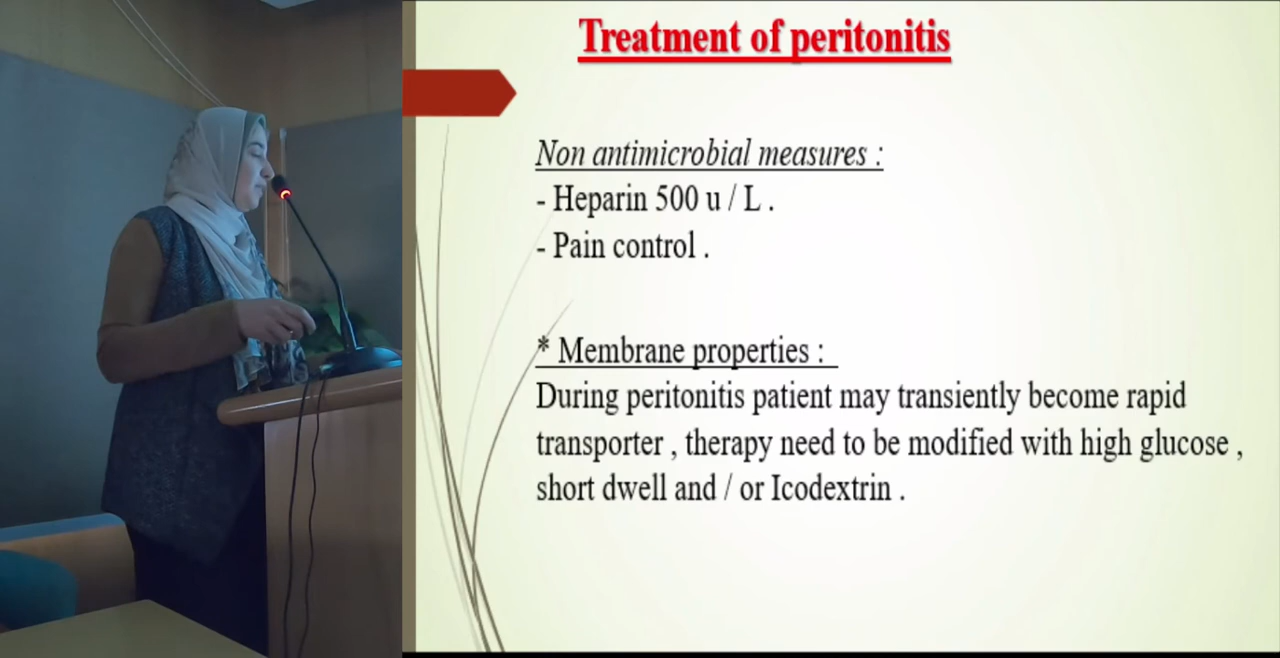 Treatment of peritonitis
Non antimicrobial measures :
- Heparin 500 u / L .
- Pain control .
* Membrane properties :
During peritonitis patient may transiently become rapid
transporter , therapy need to be modified with high glucose ,
short dwell and / or Icodextrin .